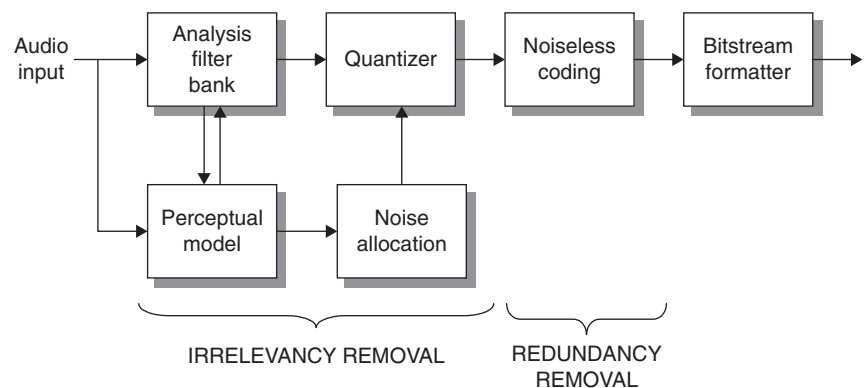 Audio
input
Analysis
filter
bank
Quantizer
Noiseless
coding
Bitstream
formatter
Perceptual
model
Noise
allocation
IRRELEVANCY REMOVAL
REDUNDANCY
REMOVAL